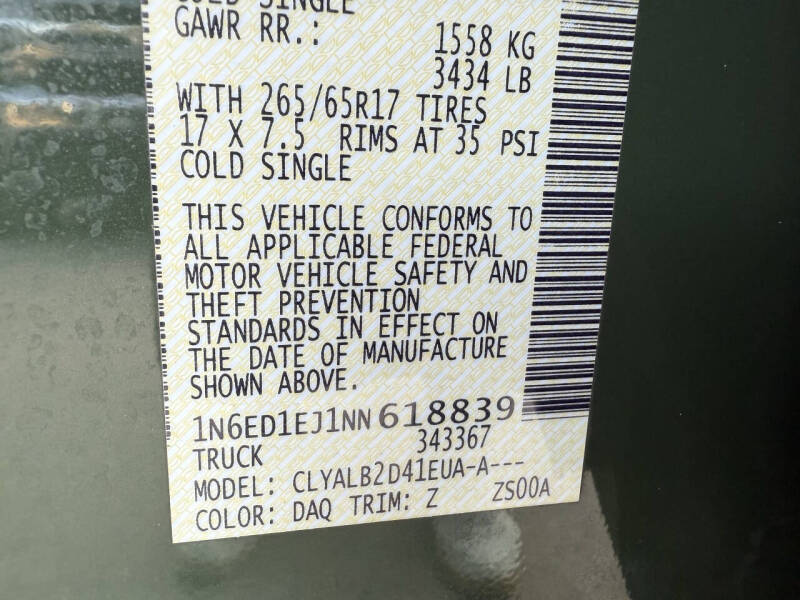 COLD SINGLE
GAWR RR.: 1558 KG
3434 LB
WITH 265/65R17 TIRES
17 X 7.5 RIMS AT 35 PSI
COLD SINGLE
THIS VEHICLE CONFORMS TO
ALL APPLICABLE FEDERAL
MOTOR VEHICLE SAFETY AND
THEFT PREVENTION
STANDARDS IN EFFECT ON
THE DATE OF MANUFACTURE
SHOWN ABOVE.
1N6ED1EJ1NN618839
TRUCK 343367
MODEL: CLYALB2D41EUA-A---
COLOR: DAQ TRIM: Z ZS00A